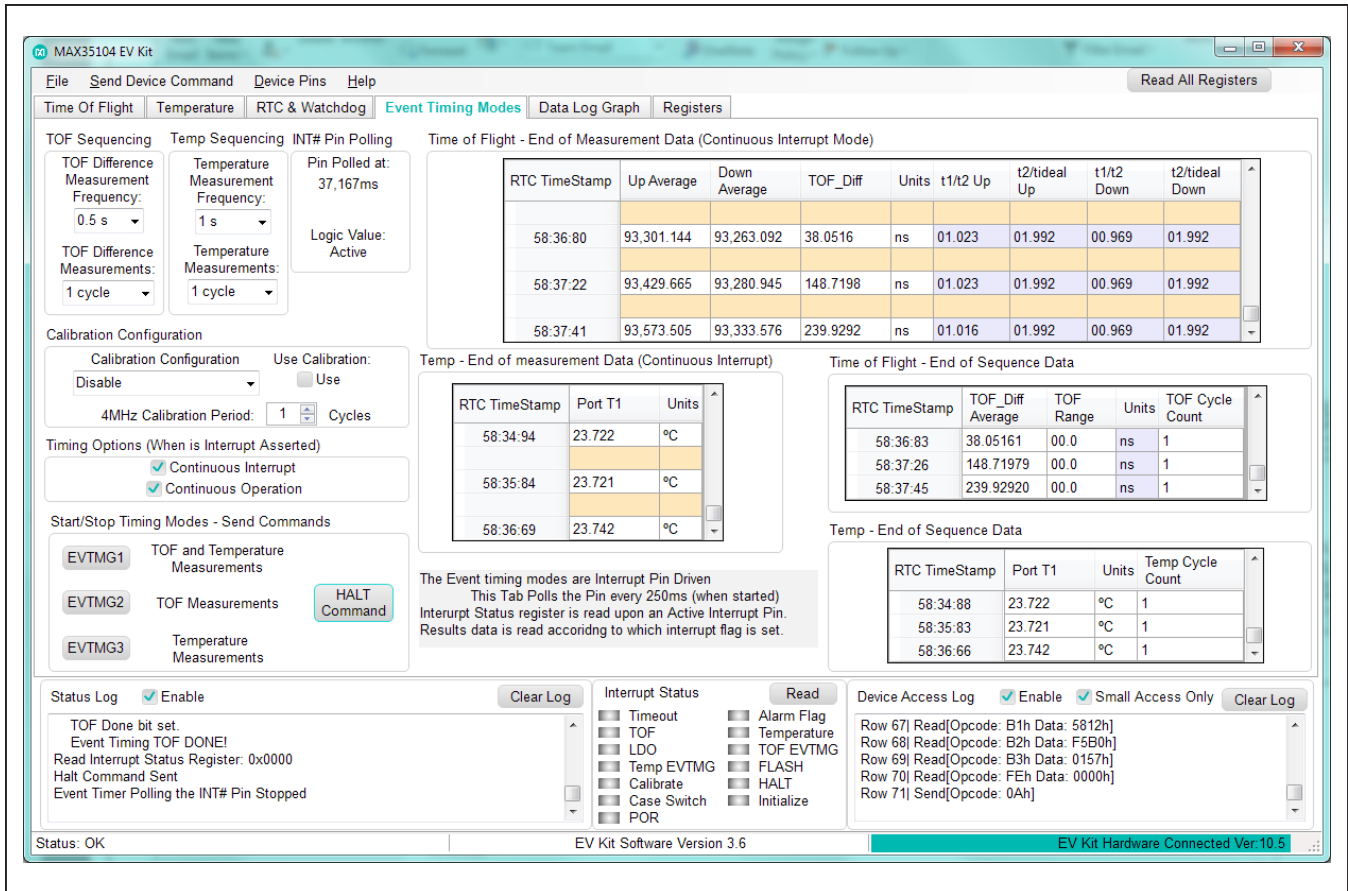 MAX35104 EV Kit
File Send Device Command Device Pins Help
Read All Registers
Time Of Flight Temperature RTC & Watchdog Event Timing Modes Data Log Graph Registers
TOF Sequencing
TOF Difference
Measurement
Frequency:
0.5 s
TOF Difference
Measurements:
1 cycle
Temp Sequencing
Temperature
Measurement
Frequency:
1 s
Temperature
Measurements:
1 cycle
INT# Pin Polling
Pin Polled at:
37,167ms
Logic Value:
Active
Time of Flight - End of Measurement Data (Continuous Interrupt Mode)
RTC TimeStamp Up Average Down Average TOF_Diff Units t1/t2 Up t2/tideal Up t1/t2 Down t2/tideal Down
58:36:80 93,301.144 93,263.092 38.0516 ns 01.023 01.992 00.969 01.992
58:37:22 93,429.665 93,280.945 148.7198 ns 01.023 01.992 00.969 01.992
58:37:41 93,573.505 93,333.576 239.9292 ns 01.016 01.992 00.969 01.992
Calibration Configuration
Calibration Configuration Use Calibration:
Disable Use
4MHz Calibration Period: 1 Cycles
Timing Options (When is Interrupt Asserted)
Continuous Interrupt
Continuous Operation
Start/Stop Timing Modes - Send Commands
EVTMG1 TOF and Temperature
Measurements
EVTMG2 TOF Measurements
HALT
Command
EVTMG3 Temperature
Measurements
Temp - End of measurement Data (Continuous Interrupt)
RTC TimeStamp Port T1 Units
58:34:94 23.722 ºC
58:35:84 23.721 ºC
58:36:69 23.742 ºC
The Event timing modes are Interrupt Pin Driven
This Tab Polls the Pin every 250ms (when started)
Interurpt Status register is read upon an Active Interrupt Pin.
Results data is read accoridng to which interrupt flag is set.
Time of Flight - End of Sequence Data
RTC TimeStamp TOF_Diff Average TOF Range Units TOF Cycle Count
58:36:83 38.05161 00.0 ns 1
58:37:26 148.71979 00.0 ns 1
58:37:45 239.92920 00.0 ns 1
Temp - End of Sequence Data
RTC TimeStamp Port T1 Units Temp Cycle Count
58:34:88 23.722 ºC 1
58:35:83 23.721 ºC 1
58:36:66 23.742 ºC 1
Status Log Enable Clear Log
TOF Done bit set.
Event Timing TOF DONE!
Read Interrupt Status Register: 0x0000
Halt Command Sent
Event Timer Polling the INT# Pin Stopped
Interrupt Status Read
Timeout Alarm Flag
TOF Temperature
LDO TOF EVTMG
Temp EVTMG FLASH
Calibrate HALT
Case Switch Initialize
POR
Device Access Log Enable Small Access Only Clear Log
Row 67| Read[Opcode: B1h Data: 5812h]
Row 68| Read[Opcode: B2h Data: F5B0h]
Row 69| Read[Opcode: B3h Data: 0157h]
Row 70| Read[Opcode: FEh Data: 0000h]
Row 71| Send[Opcode: 0Ah]
Status: OK
EV Kit Software Version 3.6
EV Kit Hardware Connected Ver:10.5